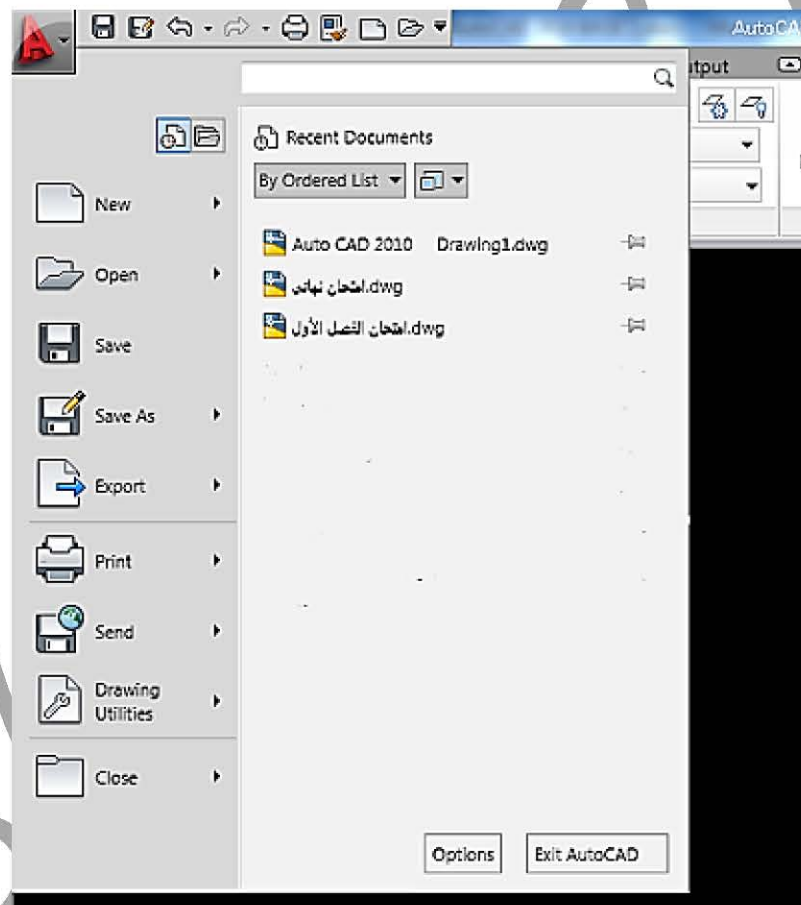 AutoCA
tput
Recent Documents
By Ordered List
New
Auto CAD 2010 Drawing1.dwg
Open
امتحان نهائي.dwg
امتحان الفصل الأول.dwg
Save
Save As
Export
Print
Send
Drawing
Utilities
Close
Options
Exit AutoCAD